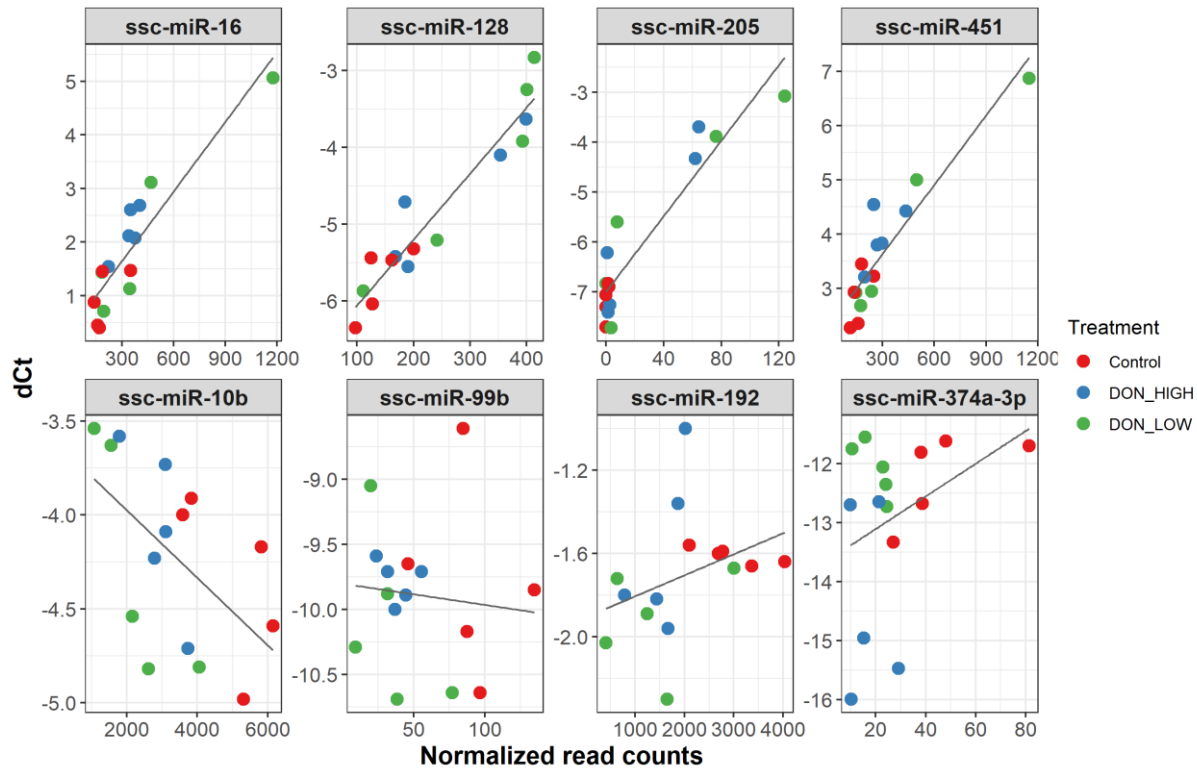 ssc-miR-16 ssc-miR-128 ssc-miR-205 ssc-miR-451
5
4
3
2
1
300 600 900 1200
-3
-4
-5
-6
100 200 300 400
-3
-4
-5
-6
-7
0 40 80 120
7
6
5
4
3
300 600 900 1200
dCt
ssc-miR-10b ssc-miR-99b ssc-miR-192 ssc-miR-374a-3p
-3.5
-4.0
-4.5
-5.0
2000 4000 6000
-9.0
-9.5
-10.0
-10.5
50 100
-1.2
-1.6
-2.0
1000 2000 3000 4000
-12
-13
-14
-15
-16
20 40 60 80
Normalized read counts
Treatment
Control
DON_HIGH
DON_LOW